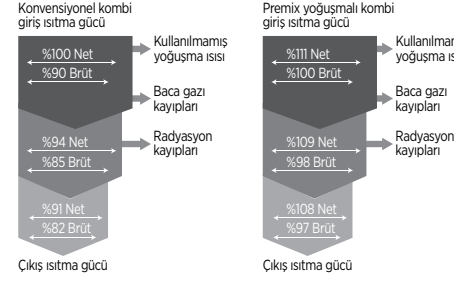 Konvensiyonel kombi
giriş ısıtma gücü
%100 Net
%90 Brüt
Kullanılmamış
yoğuşma ısısı
Baca gazı
kayıpları
%94 Net
%85 Brüt
Radyasyon
kayıpları
%91 Net
%82 Brüt
Çıkış ısıtma gücü
Premix yoğuşmalı kombi
giriş ısıtma gücü
%111 Net
%100 Brüt
yoğuşma
Baca gazı
kayıpları
%109 Net
%98 Brüt
Radyasyon
kayıpları
%108 Net
%97 Brüt
Çıkış ısıtma gücü